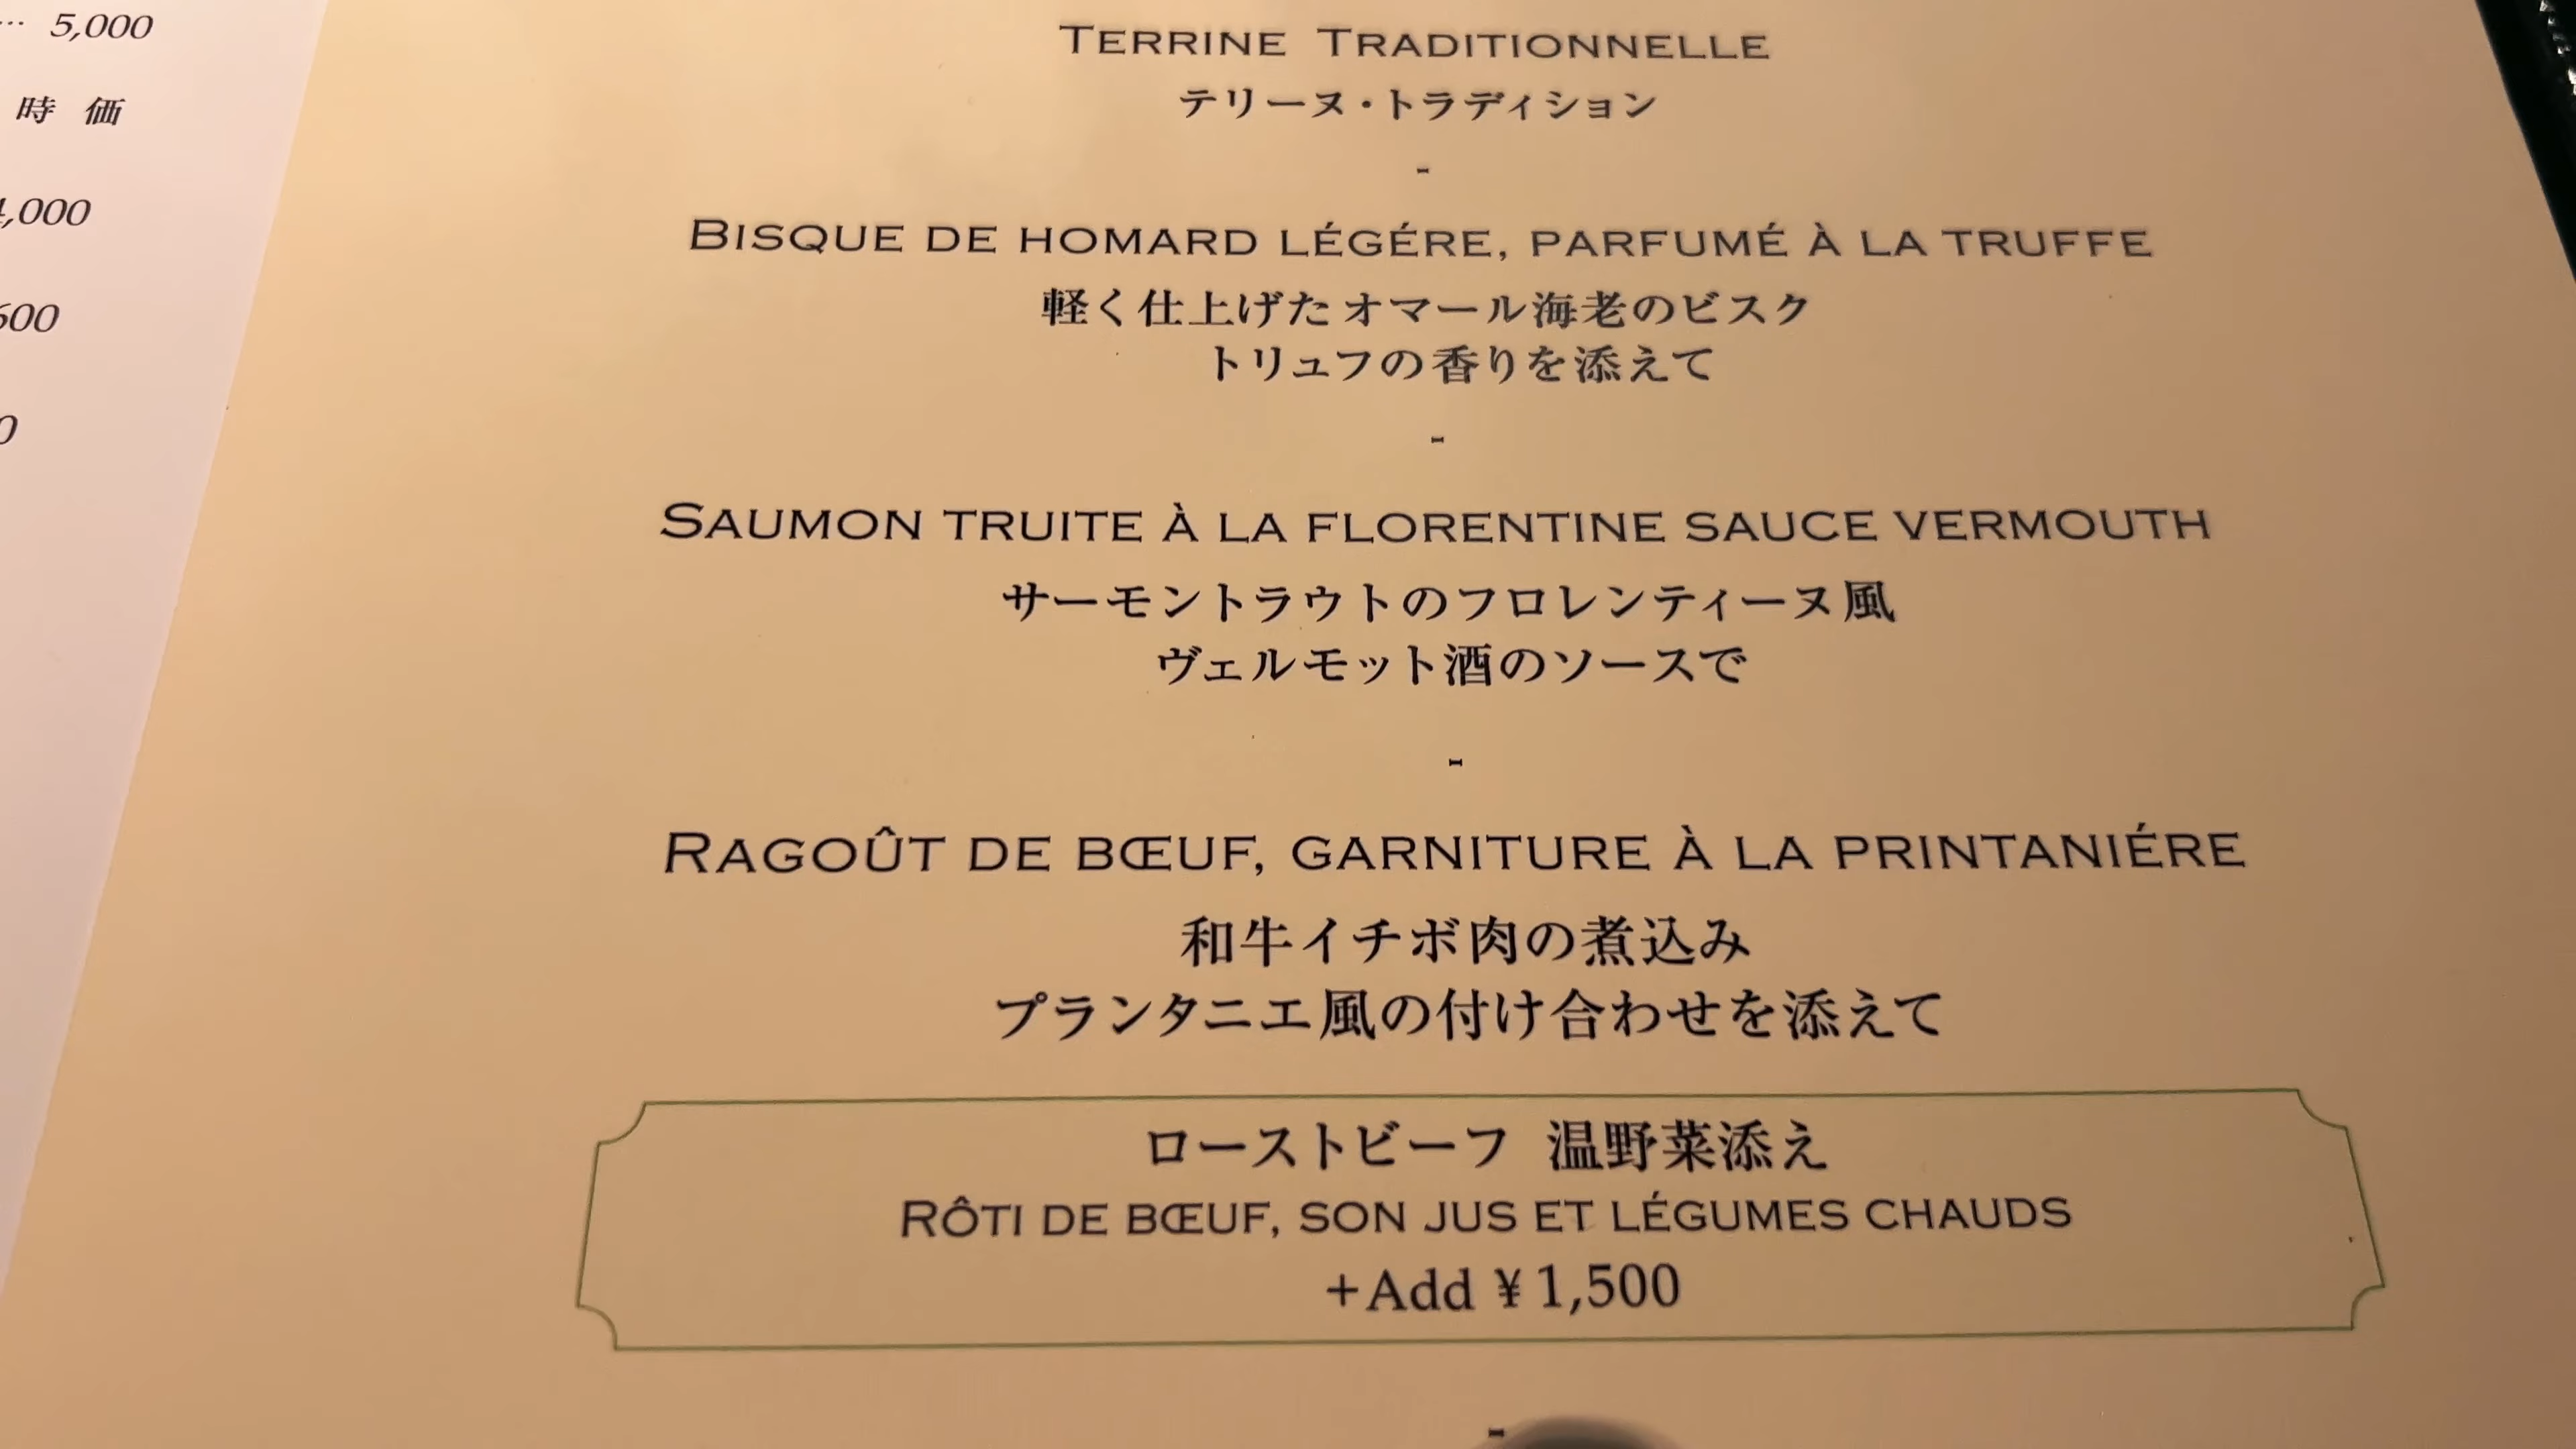 5,000
時 価
,000
600
0
TERRINE TRADITIONNELLE
テリーヌ・トラディション
-
BISQUE DE HOMARD LÉGÉRE, PARFUMÉ À LA TRUFFE
軽く仕上げたオマール海老のビスク
トリュフの香りを添えて
-
SAUMON TRUITE À LA FLORENTINE SAUCE VERMOUTH
サーモントラウトのフロレンティーヌ風
ヴェルモット酒のソースで
-
RAGOÛT DE BŒUF, GARNITURE À LA PRINTANIÉRE
和牛イチボ肉の煮込み
プランタニエ風の付け合わせを添えて
ローストビーフ 温野菜添え
RÔTI DE BŒUF, SON JUS ET LÉGUMES CHAUDS
+Add ¥1,500
-